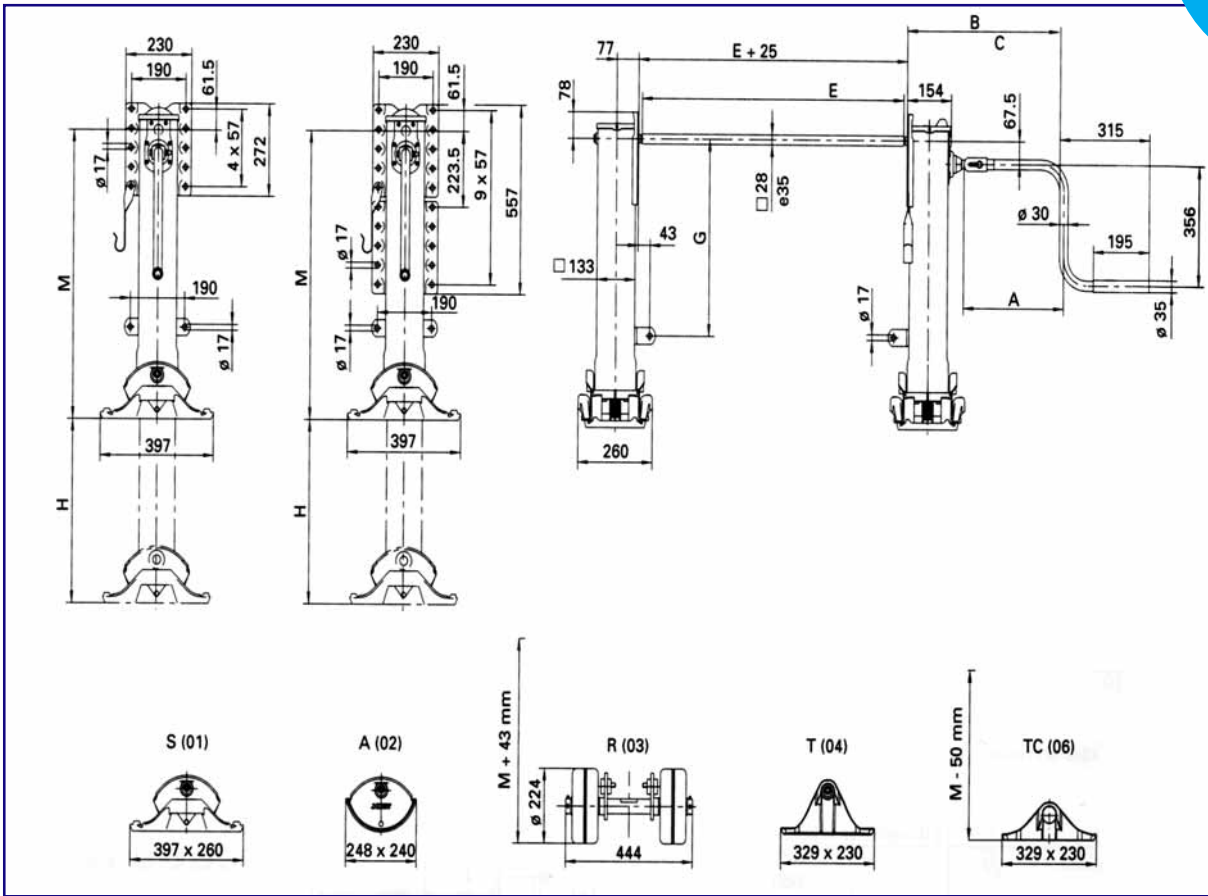 230
190
61.5
4 x 57
272
ø 17
M
190
ø 17
397
H
230
190
61.5
223.5
9 x 57
557
ø 17
M
190
ø 17
397
H
B
C
77
E + 25
78
E
154
67.5
315
□ 28
e35
ø 30
356
43
G
195
□ 133
A
ø 17
ø 35
260
S (01)
397 x 260
A (02)
248 x 240
M + 43 mm
R (03)
ø 224
444
T (04)
329 x 230
M - 50 mm
TC (06)
329 x 230